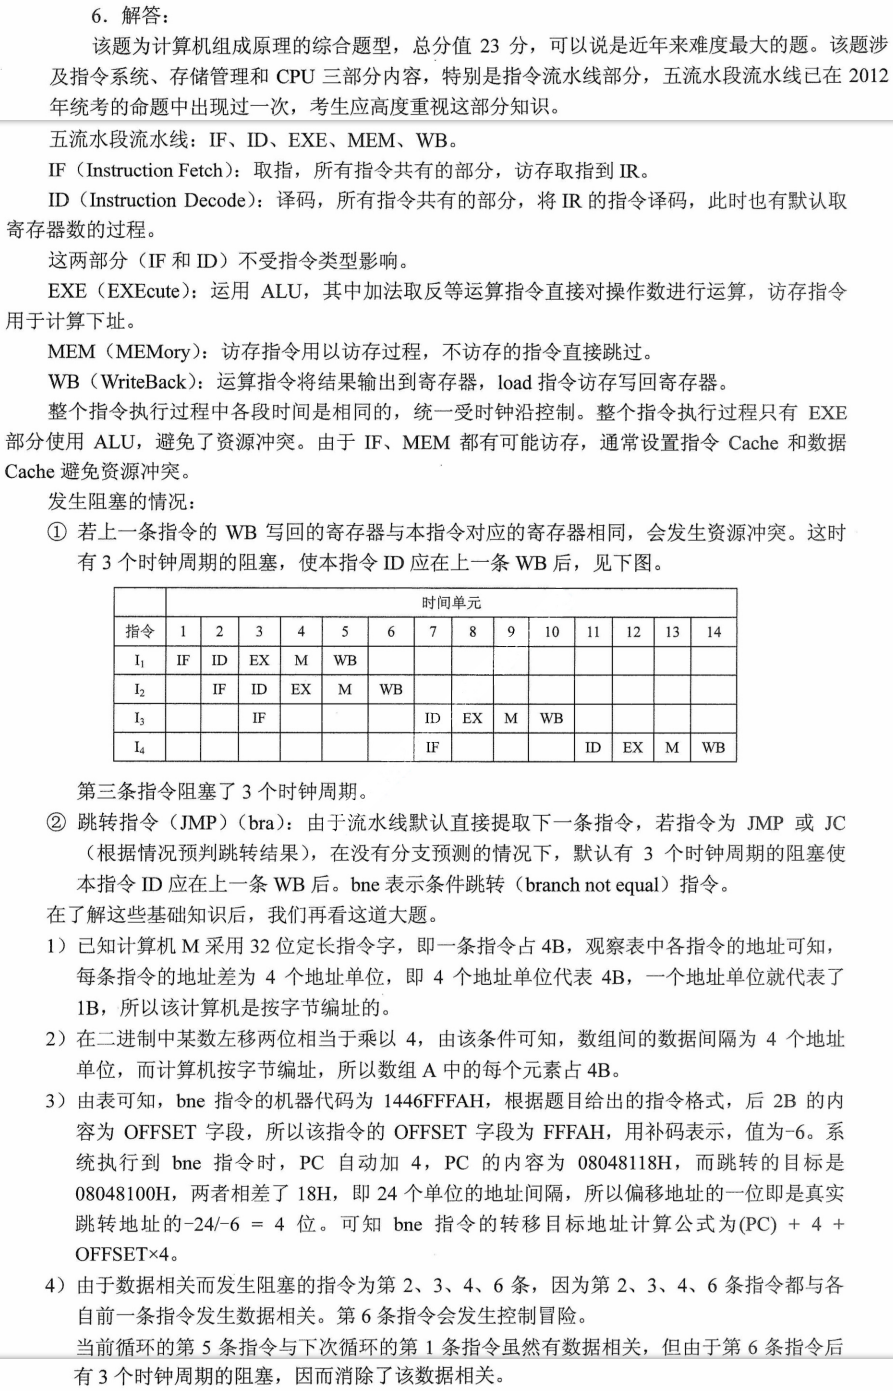 6．解答：
该题为计算机组成原理的综合题型，总分值 23 分，可以说是近年来难度最大的题。该题涉
及指令系统、存储管理和 CPU 三部分内容，特别是指令流水线部分，五流水段流水线已在 2012
年统考的命题中出现过一次，考生应高度重视这部分知识。
五流水段流水线：IF、ID、EXE、MEM、WB。
IF（Instruction Fetch）：取指，所有指令共有的部分，访存取指到 IR。
ID（Instruction Decode）：译码，所有指令共有的部分，将 IR 的指令译码，此时也有默认取
寄存器数的过程。
这两部分（IF 和 ID）不受指令类型影响。
EXE（EXEcute）：运用 ALU，其中加法取反等运算指令直接对操作数进行运算，访存指令
用于计算下址。
MEM（MEMory）：访存指令用以访存过程，不访存的指令直接跳过。
WB（WriteBack）：运算指令将结果输出到寄存器，load 指令访存写回寄存器。
整个指令执行过程中各段时间是相同的，统一受时钟沿控制。整个指令执行过程只有 EXE
部分使用 ALU，避免了资源冲突。由于 IF、MEM 都有可能访存，通常设置指令 Cache 和数据
Cache 避免资源冲突。
发生阻塞的情况：
① 若上一条指令的 WB 写回的寄存器与本指令对应的寄存器相同，会发生资源冲突。这时
有 3 个时钟周期的阻塞，使本指令 ID 应在上一条 WB 后，见下图。
时间单元
指令 1 2 3 4 5 6 7 8 9 10 11 12 13 14
I₁ IF ID EX M WB
I₂ IF ID EX M WB
I₃ IF ID EX M WB
I₄ IF ID EX M WB
第三条指令阻塞了 3 个时钟周期。
② 跳转指令（JMP）（bra）：由于流水线默认直接提取下一条指令，若指令为 JMP 或 JC
（根据情况预判跳转结果），在没有分支预测的情况下，默认有 3 个时钟周期的阻塞使
本指令 ID 应在上一条 WB 后。bne 表示条件跳转（branch not equal）指令。
在了解这些基础知识后，我们再看这道大题。
1）已知计算机 M 采用 32 位定长指令字，即一条指令占 4B，观察表中各指令的地址可知，
每条指令的地址差为 4 个地址单位，即 4 个地址单位代表 4B，一个地址单位就代表了
1B，所以该计算机是按字节编址的。
2）在二进制中某数左移两位相当于乘以 4，由该条件可知，数组间的数据间隔为 4 个地址
单位，而计算机按字节编址，所以数组 A 中的每个元素占 4B。
3）由表可知，bne 指令的机器代码为 1446FFFAH，根据题目给出的指令格式，后 2B 的内
容为 OFFSET 字段，所以该指令的 OFFSET 字段为 FFFAH，用补码表示，值为-6。系
统执行到 bne 指令时，PC 自动加 4，PC 的内容为 08048118H，而跳转的目标是
08048100H，两者相差了 18H，即 24 个单位的地址间隔，所以偏移地址的一位即是真实
跳转地址的-24/-6 = 4 位。可知 bne 指令的转移目标地址计算公式为(PC) + 4 +
OFFSET×4。
4）由于数据相关而发生阻塞的指令为第 2、3、4、6 条，因为第 2、3、4、6 条指令都与各
自前一条指令发生数据相关。第 6 条指令会发生控制冒险。
当前循环的第 5 条指令与下次循环的第 1 条指令虽然有数据相关，但由于第 6 条指令后
有 3 个时钟周期的阻塞，因而消除了该数据相关。